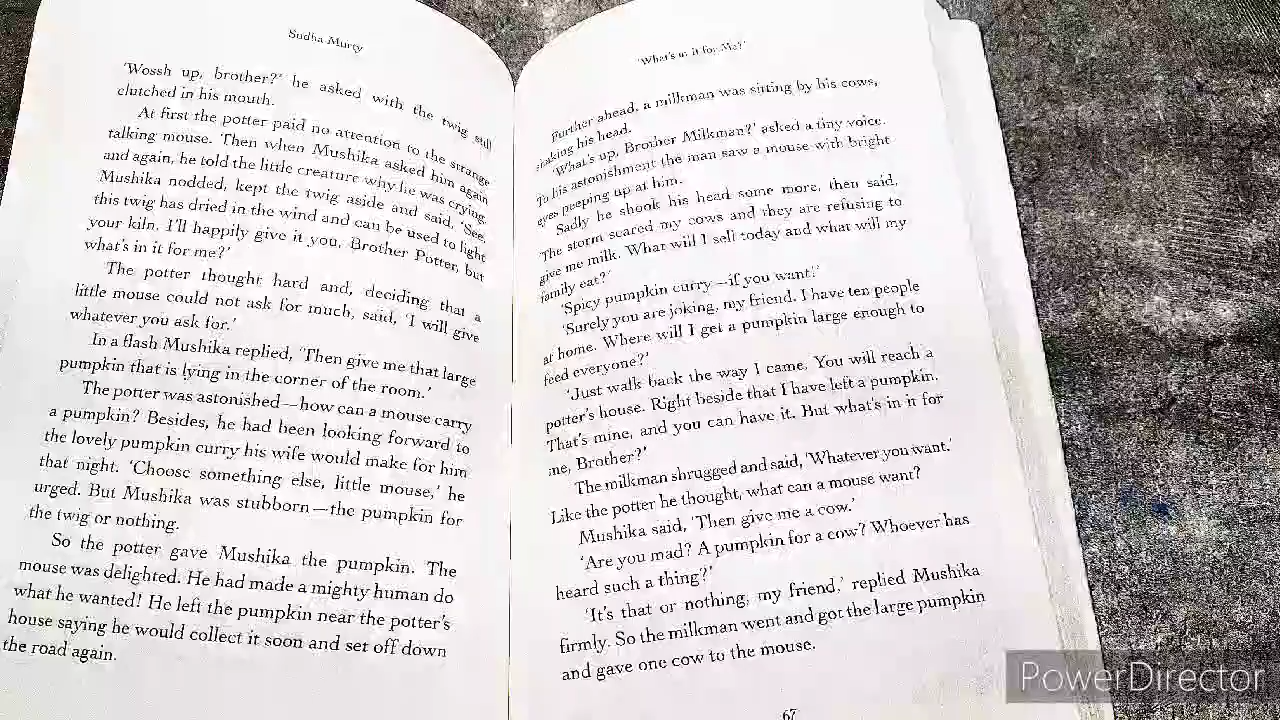 Sudha Murty
'Wossh up, brother?' he asked with the twig still
clutched in his mouth.
At first the potter paid no attention to the strange
talking mouse. Then when Mushika asked him again
and again, he told the little creature why he was crying.
Mushika nodded, kept the twig aside and said, 'See,
this twig has dried in the wind and can be used to light
your kiln. I'll happily give it you, Brother Potter, but
what's in it for me?'
The potter thought hard and, deciding that a
little mouse could not ask for much, said, 'I will give
whatever you ask for.'
In a flash Mushika replied, 'Then give me that large
pumpkin that is lying in the corner of the room.'
The potter was astonished—how can a mouse carry
a pumpkin? Besides, he had been looking forward to
the lovely pumpkin curry his wife would make for him
that night. 'Choose something else, little mouse,' he
urged. But Mushika was stubborn—the pumpkin for
the twig or nothing.
So the potter gave Mushika the pumpkin. The
mouse was delighted. He had made a mighty human do
what he wanted! He left the pumpkin near the potter's
house saying he would collect it soon and set off down
the road again.
'What's in it for Me?'
Further ahead, a milkman was sitting by his cows,
shaking his head.
'What's up, Brother Milkman?' asked a tiny voice.
To his astonishment the man saw a mouse with bright
eyes peeping up at him.
Sadly he shook his head some more, then said,
'The storm scared my cows and they are refusing to
give me milk. What will I sell today and what will my
family eat?'
'Spicy pumpkin curry—if you want!'
'Surely you are joking, my friend. I have ten people
at home. Where will I get a pumpkin large enough to
feed everyone?'
'Just walk back the way I came. You will reach a
potter's house. Right beside that I have left a pumpkin.
That's mine, and you can have it. But what's in it for
me, Brother?'
The milkman shrugged and said, 'Whatever you want.'
Like the potter he thought, what can a mouse want?
Mushika said, 'Then give me a cow.'
'Are you mad? A pumpkin for a cow? Whoever has
heard such a thing?'
'It's that or nothing, my friend,' replied Mushika
firmly. So the milkman went and got the large pumpkin
and gave one cow to the mouse.
67
PowerDirector